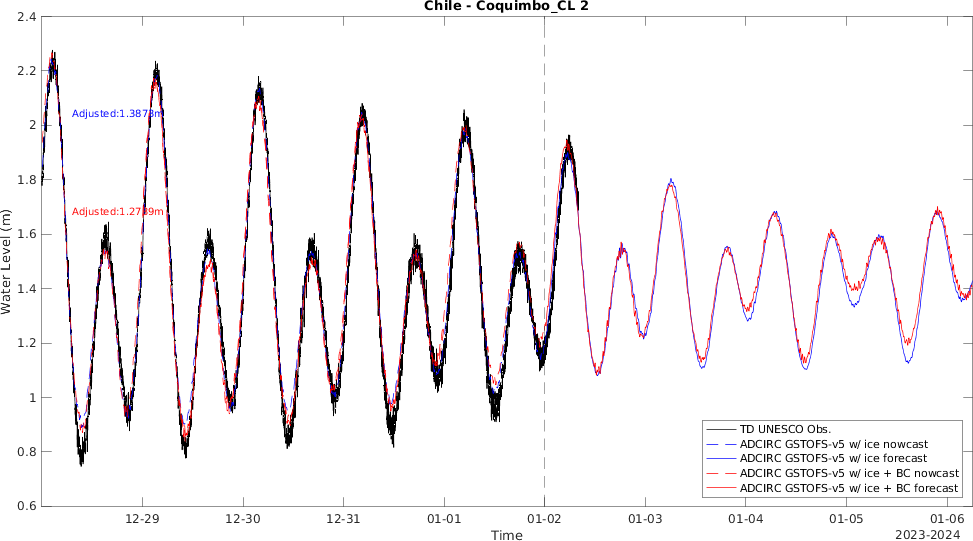 Chile - Coquimbo_CL 2
2.4
2.2
2
1.8
1.6
1.4
1.2
1
0.8
0.6
Water Level (m)
Adjusted:1.3873m
Adjusted:1.2709m
TD UNESCO Obs.
ADCIRC GSTOFS-v5 w/ ice nowcast
ADCIRC GSTOFS-v5 w/ ice forecast
ADCIRC GSTOFS-v5 w/ ice + BC nowcast
ADCIRC GSTOFS-v5 w/ ice + BC forecast
12-29 12-30 12-31 01-01 01-02 01-03 01-04 01-05 01-06
Time
2023-2024